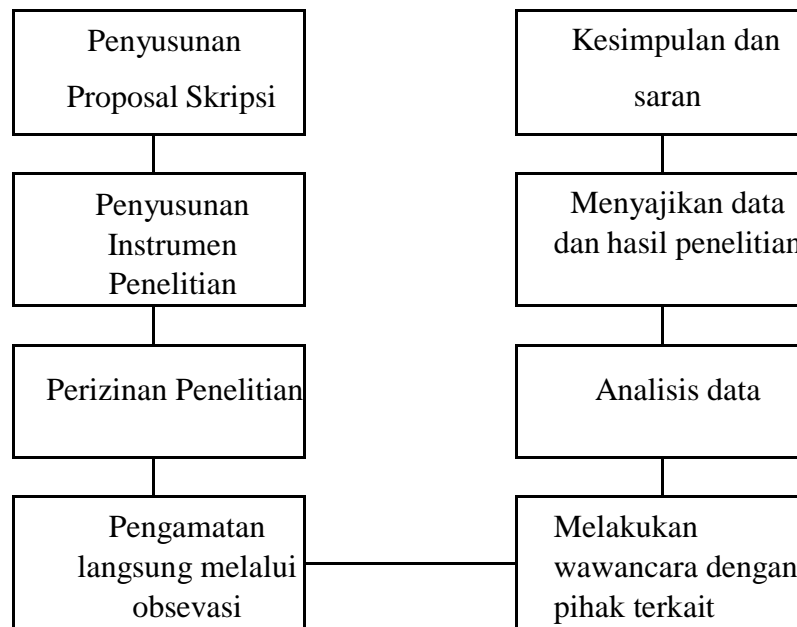 Penyusunan
Proposal Skripsi
Penyusunan
Instrumen
Penelitian
Perizinan Penelitian
Pengamatan
langsung melalui
obsevasi
Kesimpulan dan
saran
Menyajikan data
dan hasil penelitian
Analisis data
Melakukan
wawancara dengan
pihak terkait